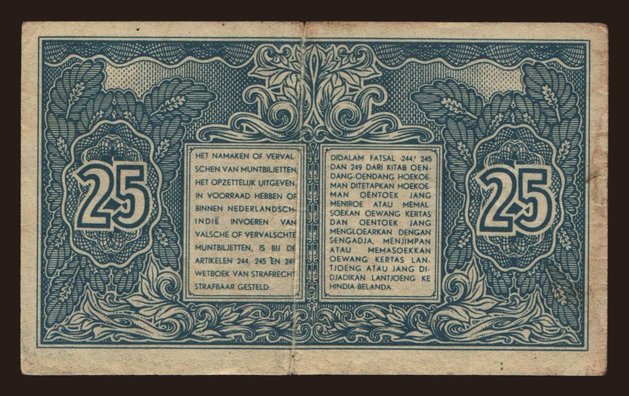 25
HET NAMAKEN OF VERVAL
SCHEN VAN MUNTBILJETTEN,
HET OPZETTELIJK UITGEVEN,
IN VOORRAAD HEBBEN OF
BINNEN NEDERLANDSCH-
INDIË INVOEREN VAN
VALSCHE OF VERVALSCHTE
MUNTBILJETTEN, IS BIJ DE
ARTIKELEN 244, 245 EN 249
WETBOEK VAN STRAFRECHT
STRAFBAAR GESTELD.
DIDALAM FATSAL 244, 245
DAN 249 DARI KITAB OEN-
DANG-OENDANG HOEKOE-
MAN DITETAPKAN HOEKOE-
MAN OENTOEK JANG
MENIROE ATAU MEMAL-
SOEKAN OEWANG KERTAS
DAN OENTOEK JANG
MENGLOEARKAN DENGAN
SENGADJA, MENJIMPAN
ATAU MEMASOEKKAN
OEWANG KERTAS LAN-
TJOENG ATAU JANG DI-
DJADIKAN LANTJOENG KE
HINDIA-BELANDA.
25